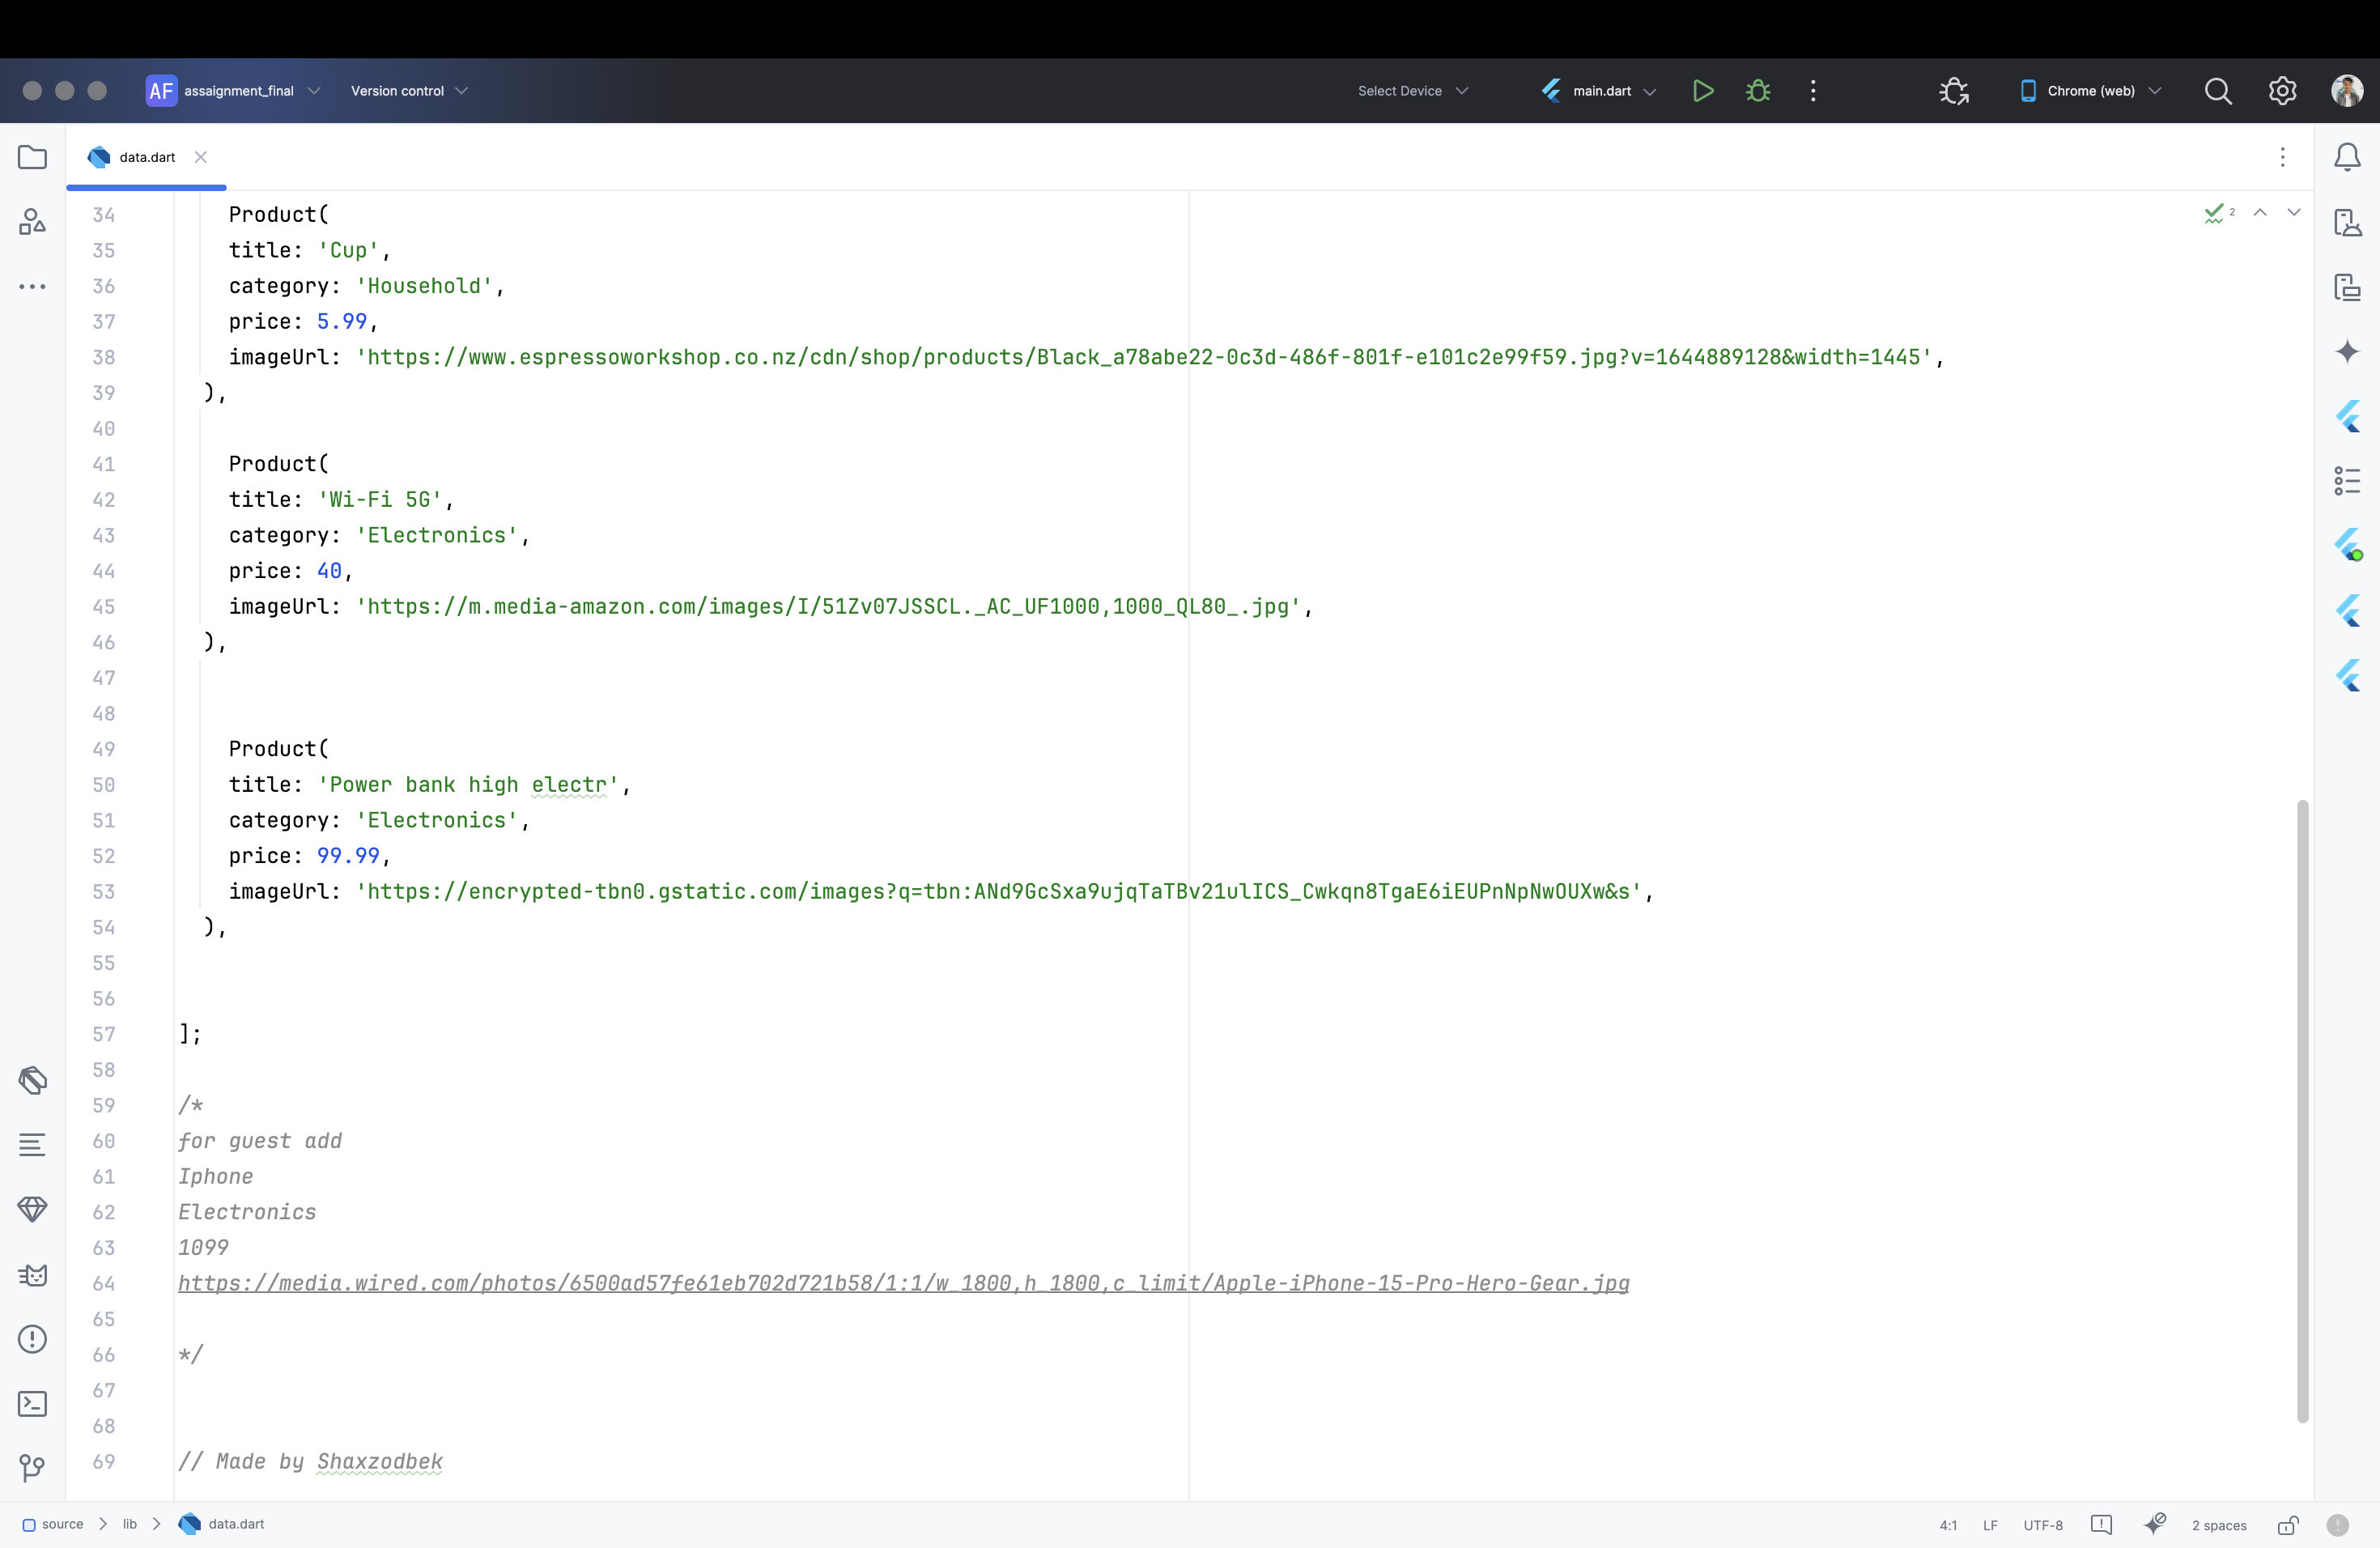 AF assaignment_final Version control Select Device main.dart Chrome (web)
data.dart
34 Product( 2
35 title: 'Cup',
36 category: 'Household',
37 price: 5.99,
38 imageUrl: 'https://www.espressoworkshop.co.nz/cdn/shop/products/Black_a78abe22-0c3d-486f-801f-e101c2e99f59.jpg?v=1644889128&width=1445',
39 ),
40
41 Product(
42 title: 'Wi-Fi 5G',
43 category: 'Electronics',
44 price: 40,
45 imageUrl: 'https://m.media-amazon.com/images/I/51Zv07JSSCL._AC_UF1000,1000_QL80_.jpg',
46 ),
47
48
49 Product(
50 title: 'Power bank high electr',
51 category: 'Electronics',
52 price: 99.99,
53 imageUrl: 'https://encrypted-tbn0.gstatic.com/images?q=tbn:ANd9GcSxa9ujqTaTBv21ulICS_Cwkqn8TgaE6iEUPnNpNwOUXw&s',
54 ),
55
56
57 ];
58
59 /*
60 for guest add
61 Iphone
62 Electronics
63 1099
64 https://media.wired.com/photos/6500ad57fe61eb702d721b58/1:1/w_1800,h_1800,c_limit/Apple-iPhone-15-Pro-Hero-Gear.jpg
65
66 */
67
68
69 // Made by Shaxzodbek
source lib data.dart 4:1 LF UTF-8 2 spaces